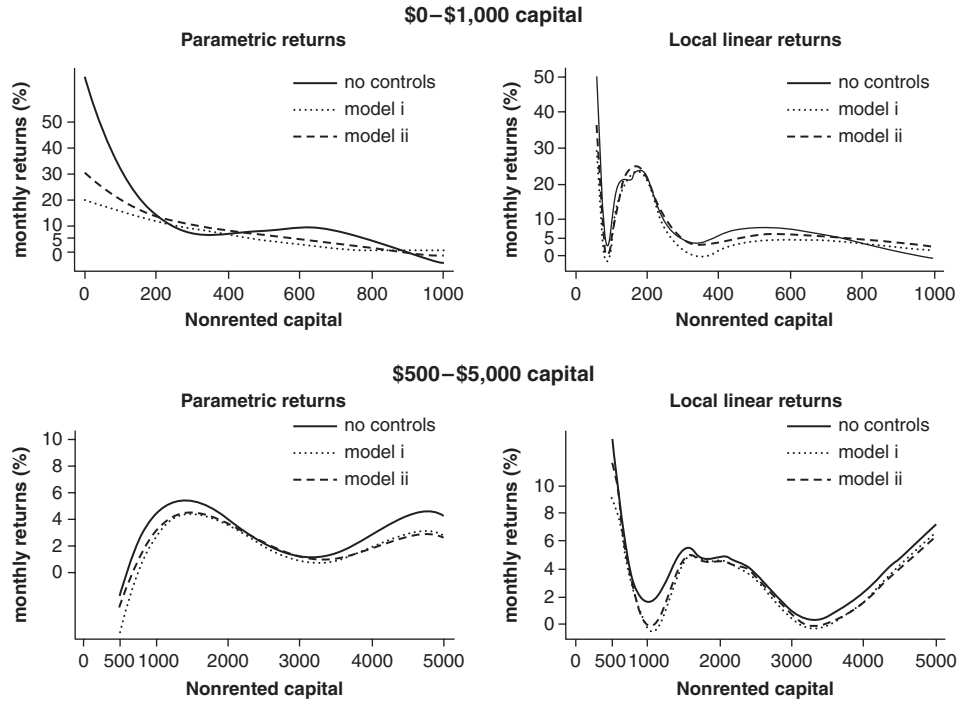 $0–$1,000 capital
Parametric returns
monthly returns (%)
50
40
30
20
10
5
0
no controls
model i
model ii
0 200 400 600 800 1000
Nonrented capital
Local linear returns
monthly returns (%)
50
40
30
20
10
5
0
no controls
model i
model ii
0 200 400 600 800 1000
Nonrented capital
$500–$5,000 capital
Parametric returns
monthly returns (%)
10
8
6
4
2
0
no controls
model i
model ii
0 500 1000 2000 3000 4000 5000
Nonrented capital
Local linear returns
monthly returns (%)
10
8
6
4
2
0
no controls
model i
model ii
0 500 1000 2000 3000 4000 5000
Nonrented capital